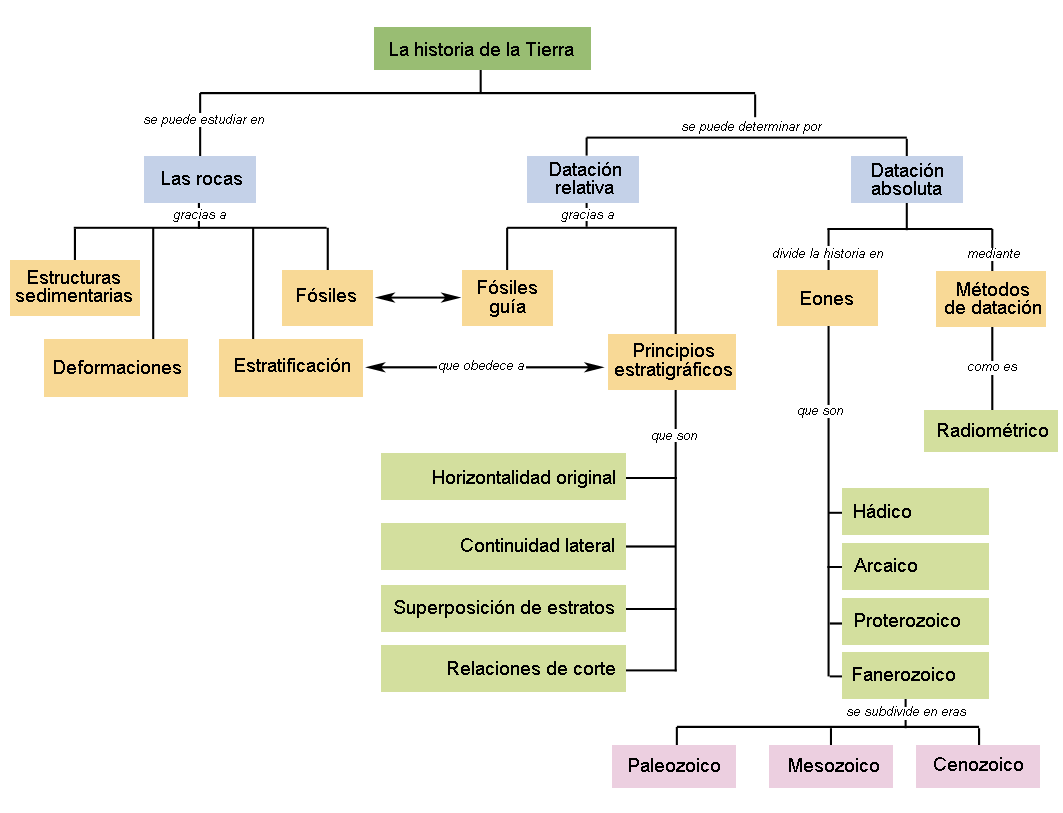 La historia de la Tierra
se puede estudiar en
se puede determinar por
Las rocas
Datación
relativa
Datación
absoluta
gracias a
gracias a
divide la historia en
mediante
Estructuras
sedimentarias
Fósiles
Fósiles
guía
Eones
Métodos
de datación
Deformaciones
Estratificación
que obedece a
Principios
estratigráficos
como es
que son
que son
Radiométrico
Horizontalidad original
Continuidad lateral
Superposición de estratos
Relaciones de corte
Hádico
Arcaico
Proterozoico
Fanerozoico
se subdivide en eras
Paleozoico
Mesozoico
Cenozoico